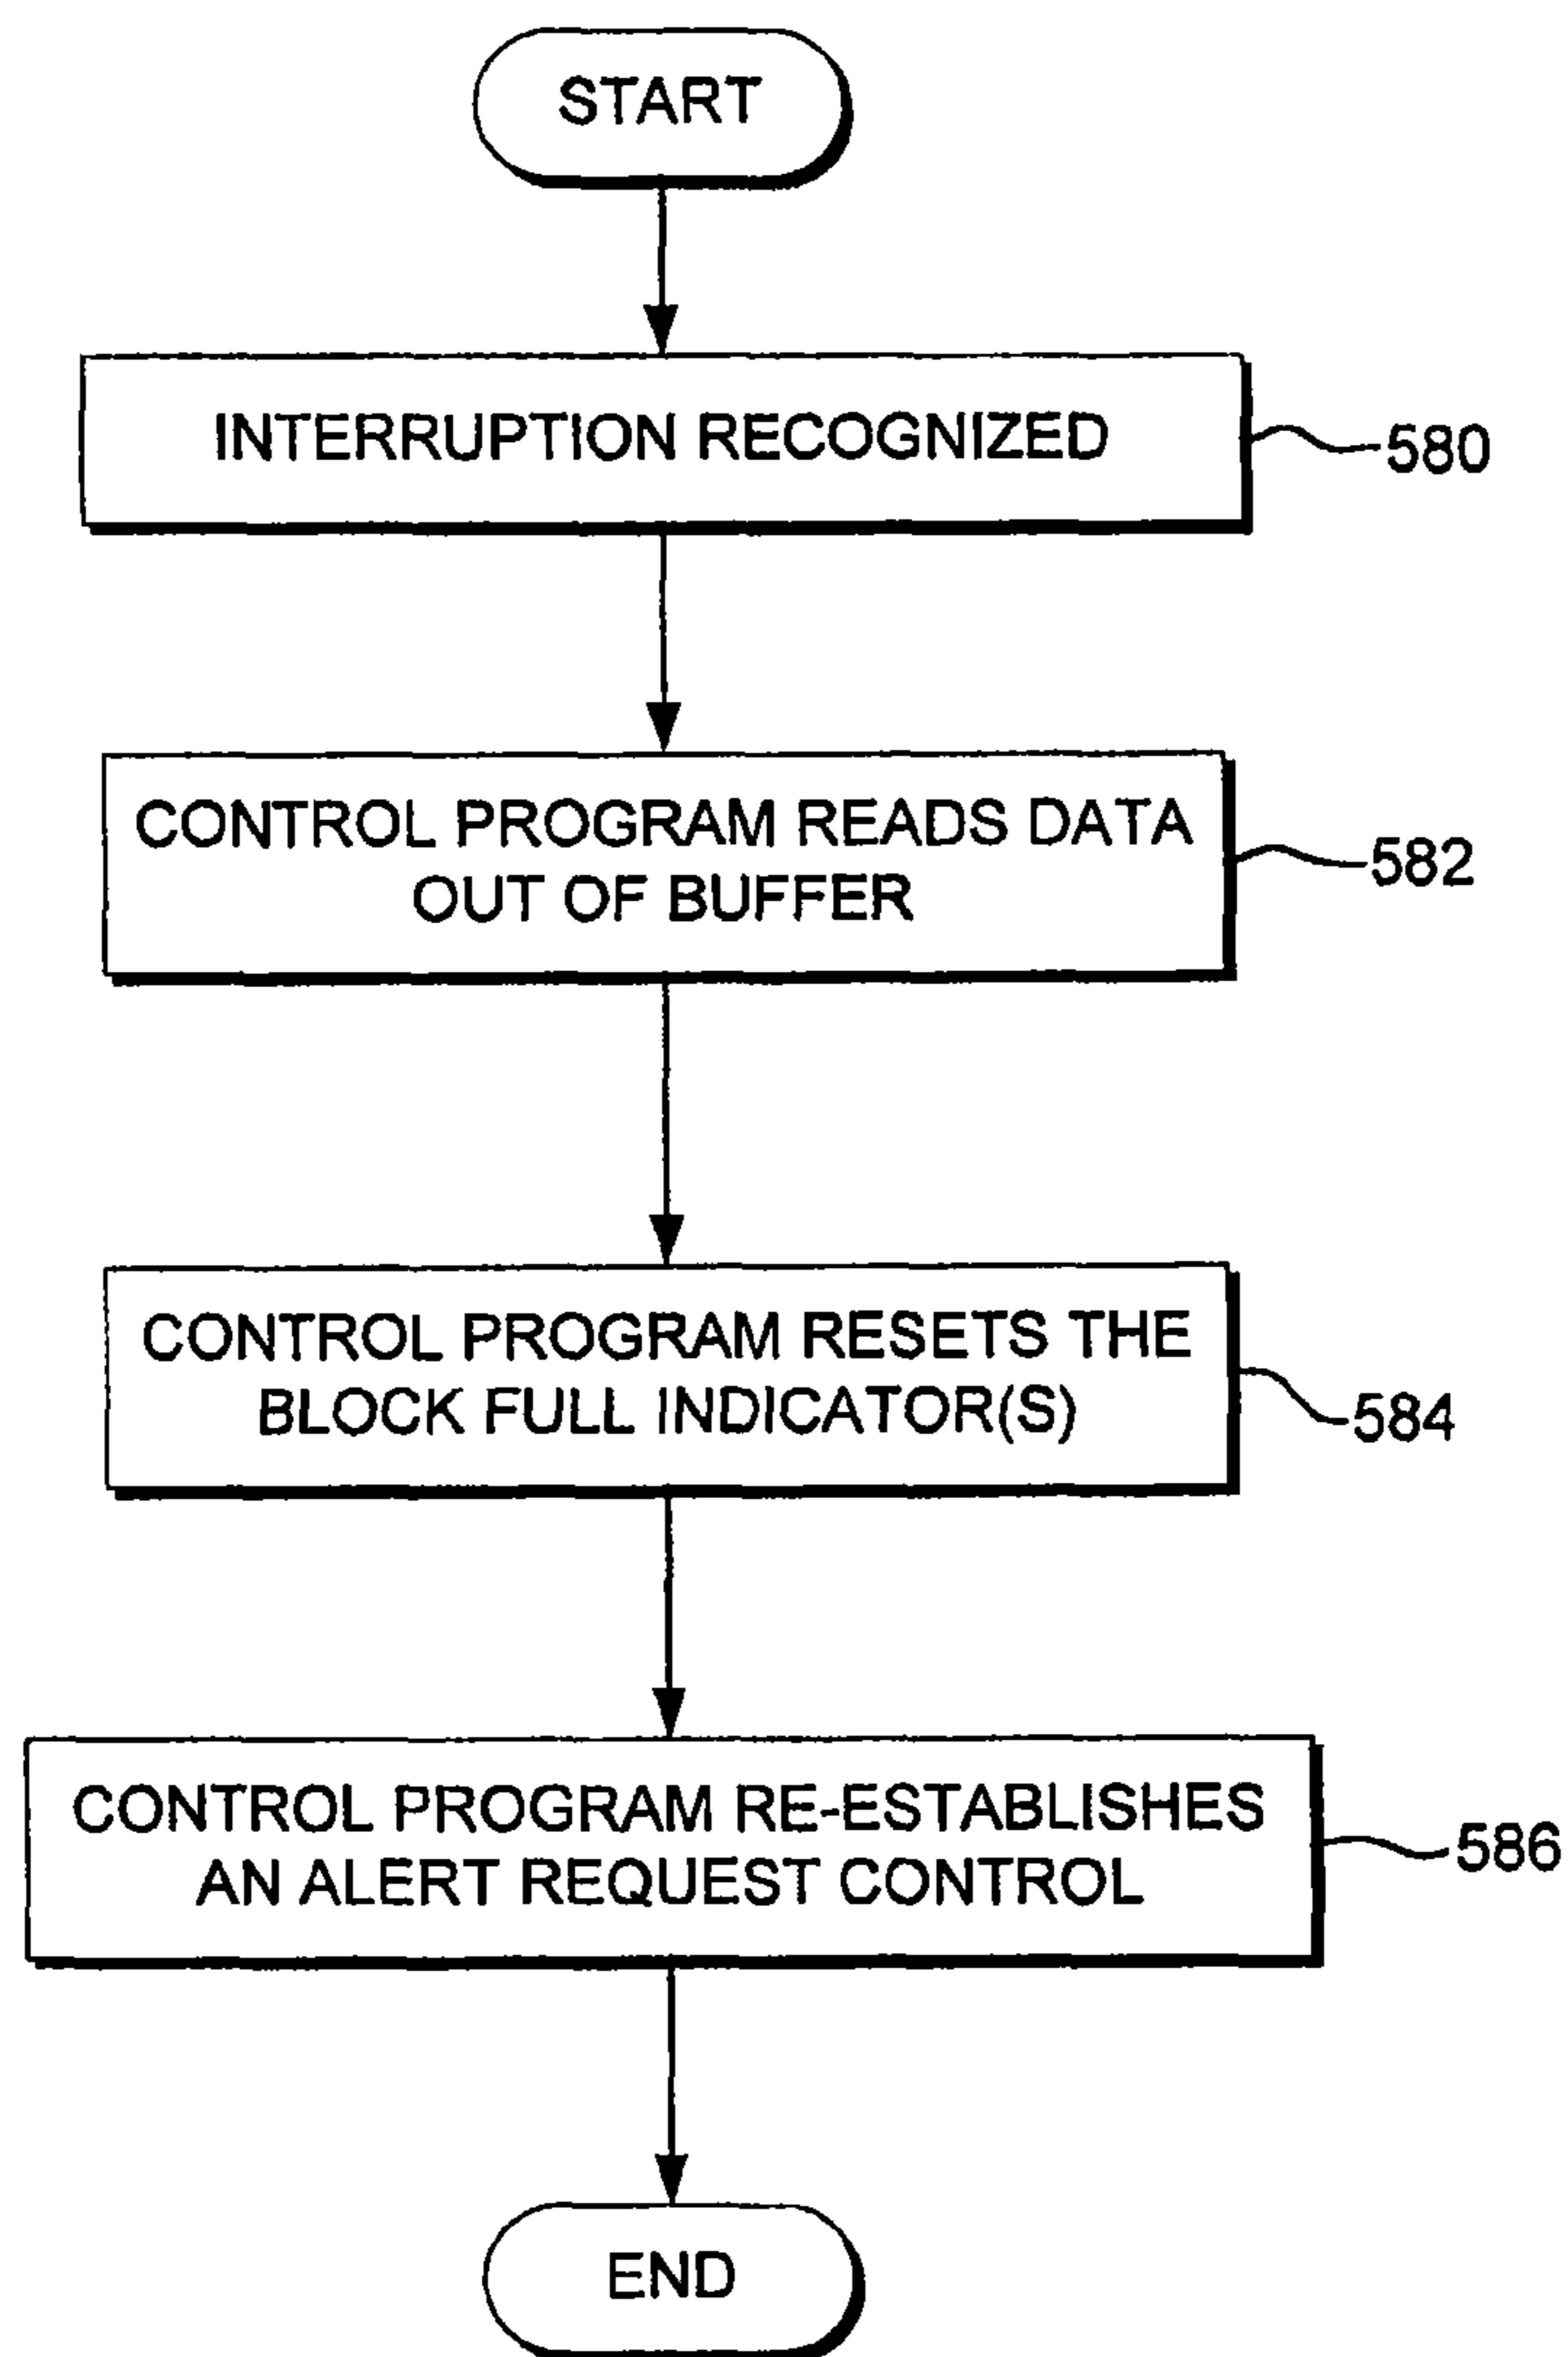 START
INTERRUPTION RECOGNIZED
580
CONTROL PROGRAM READS DATA
OUT OF BUFFER
582
CONTROL PROGRAM RESETS THE
BLOCK FULL INDICATOR(S)
584
CONTROL PROGRAM RE-ESTABLISHES
AN ALERT REQUEST CONTROL
586
END